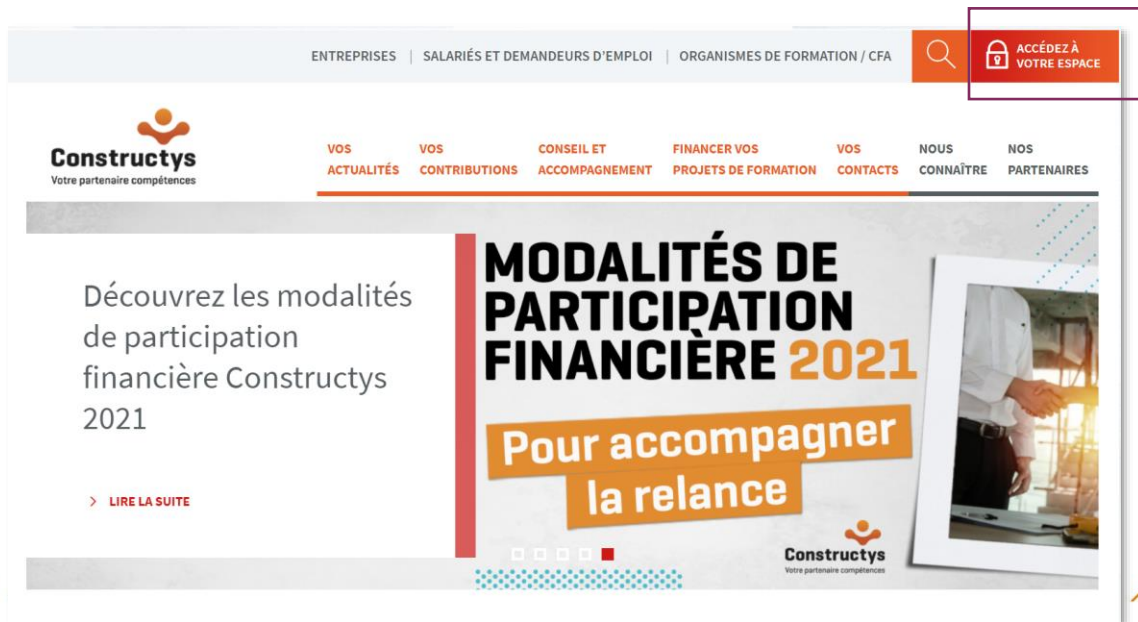 ENTREPRISES | SALARIÉS ET DEMANDEURS D'EMPLOI | ORGANISMES DE FORMATION / CFA
ACCÉDEZ À
VOTRE ESPACE
Constructys
Votre partenaire compétences
VOS
ACTUALITÉS
VOS
CONTRIBUTIONS
CONSEIL ET
ACCOMPAGNEMENT
FINANCER VOS
PROJETS DE FORMATION
VOS
CONTACTS
NOUS
CONNAÎTRE
NOS
PARTENAIRES
Découvrez les modalités
de participation
financière Constructys
2021
> LIRE LA SUITE
MODALITÉS DE
PARTICIPATION
FINANCIÈRE 2021
Pour accompagner
la relance
Constructys
Votre partenaire compétences